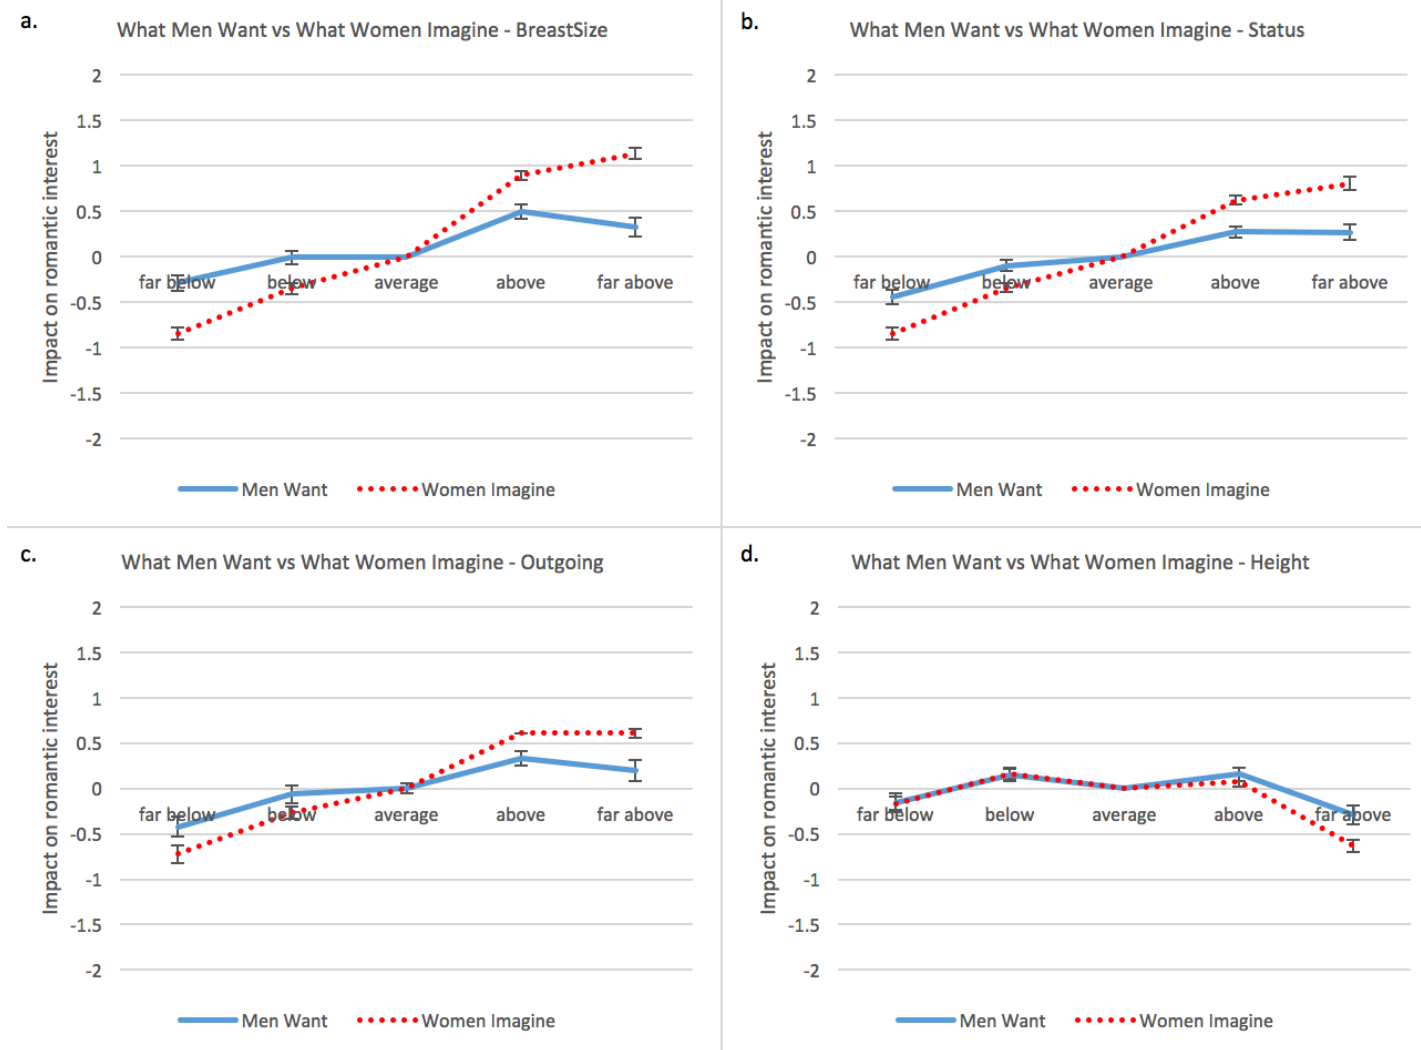 a.
What Men Want vs What Women Imagine - BreastSize
Impact on romantic interest
2
1.5
1
0.5
0
-0.5
-1
-1.5
-2
far below
below
average
above
far above
Men Want
Women Imagine
b.
What Men Want vs What Women Imagine - Status
Impact on romantic interest
2
1.5
1
0.5
0
-0.5
-1
-1.5
-2
far below
below
average
above
far above
Men Want
Women Imagine
c.
What Men Want vs What Women Imagine - Outgoing
Impact on romantic interest
2
1.5
1
0.5
0
-0.5
-1
-1.5
-2
far below
below
average
above
far above
Men Want
Women Imagine
d.
What Men Want vs What Women Imagine - Height
Impact on romantic interest
2
1.5
1
0.5
0
-0.5
-1
-1.5
-2
far below
below
average
above
far above
Men Want
Women Imagine